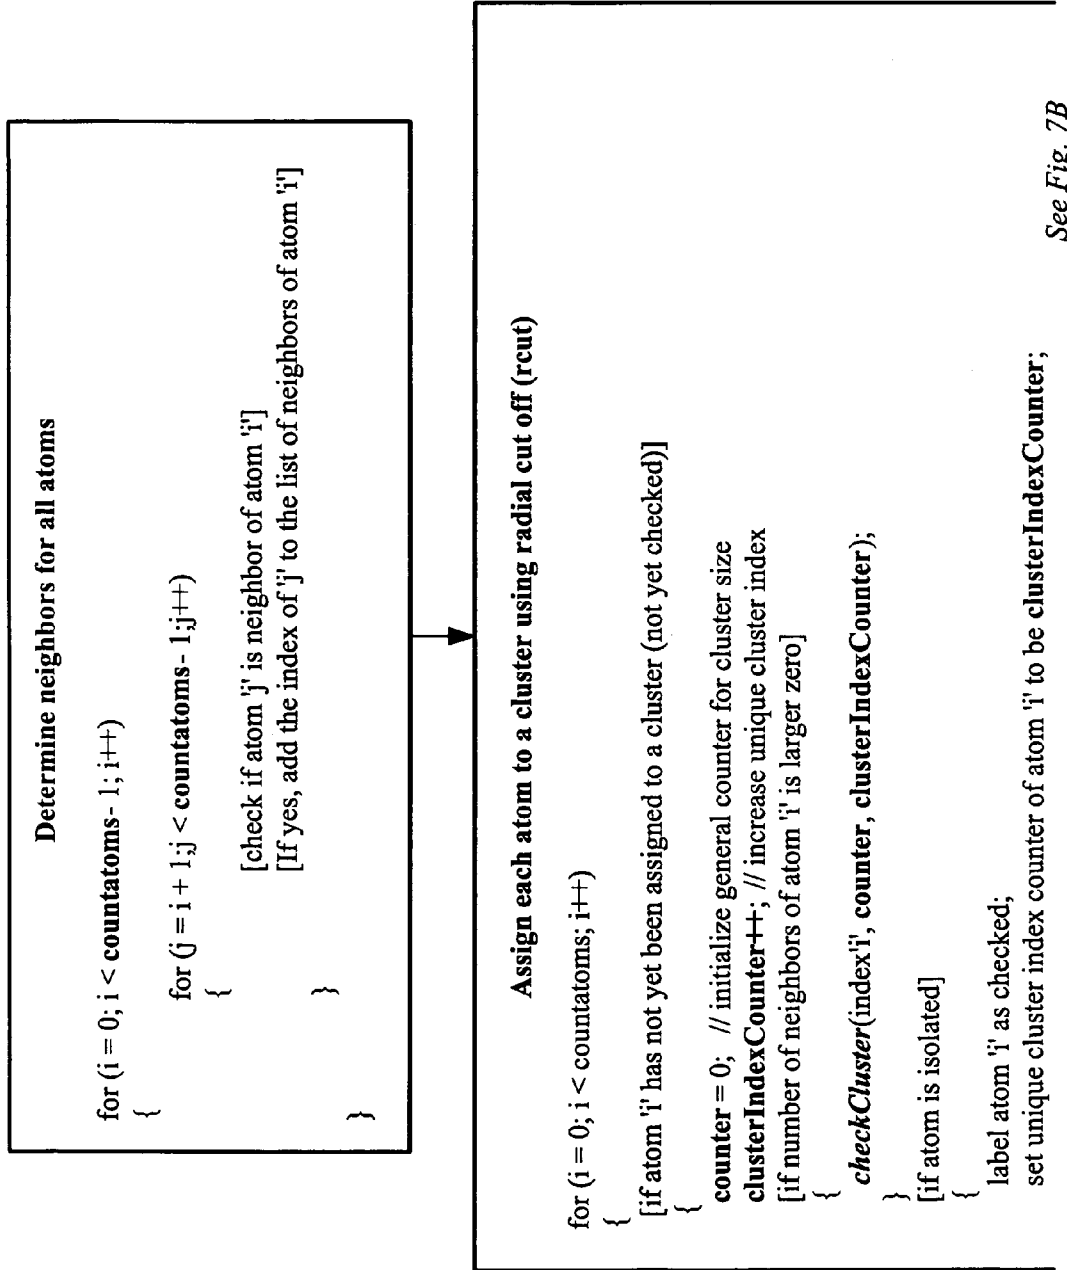 Determine neighbors for all atoms
for (i = 0; i < countatoms- 1; i++)
{
for (j = i + 1;j < countatoms- 1;j++)
{
[check if atom 'j' is neighbor of atom 'i']
[If yes, add the index of 'j' to the list of neighbors of atom 'i']
}
}
Assign each atom to a cluster using radial cut off (rcut)
for (i = 0; i < countatoms; i++)
{
[if atom 'i' has not yet been assigned to a cluster (not yet checked)]
{
counter = 0; // initialize general counter for cluster size
clusterIndexCounter++; // increase unique cluster index
[if number of neighbors of atom 'i' is larger zero]
{
checkCluster(index'i', counter, clusterIndexCounter);
}
[if atom is isolated]
{
label atom 'i' as checked;
set unique cluster index counter of atom 'i' to be clusterIndexCounter;
See Fig. 7B